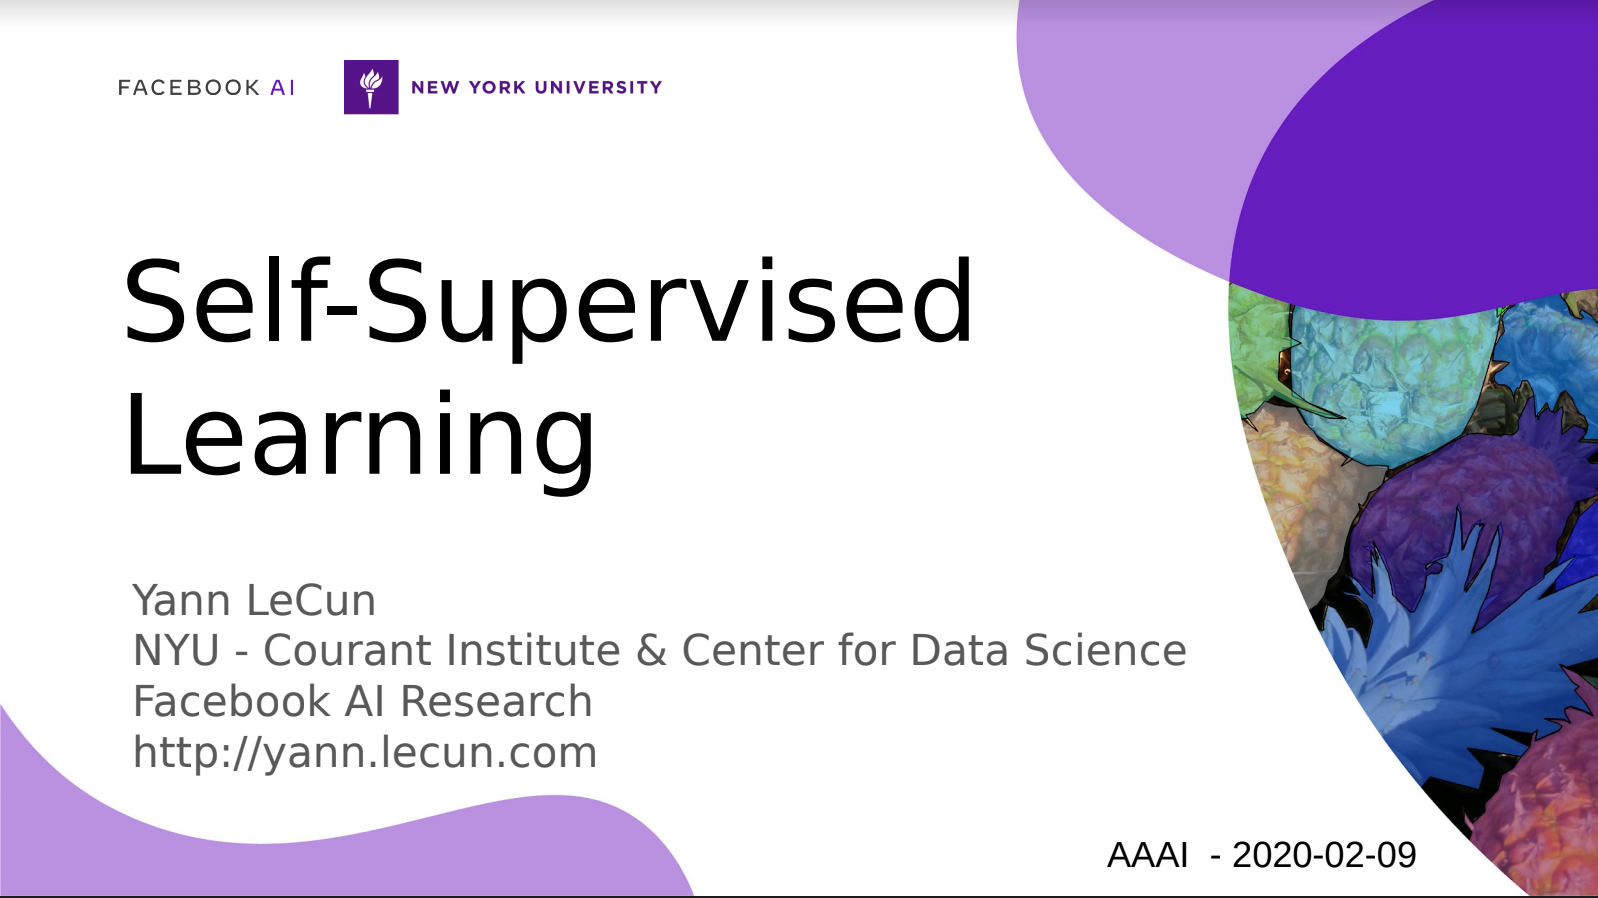 FACEBOOK AI
NEW YORK UNIVERSITY
Self-Supervised
Learning
Yann LeCun
NYU - Courant Institute & Center for Data Science
Facebook AI Research
http://yann.lecun.com
AAAI - 2020-02-09